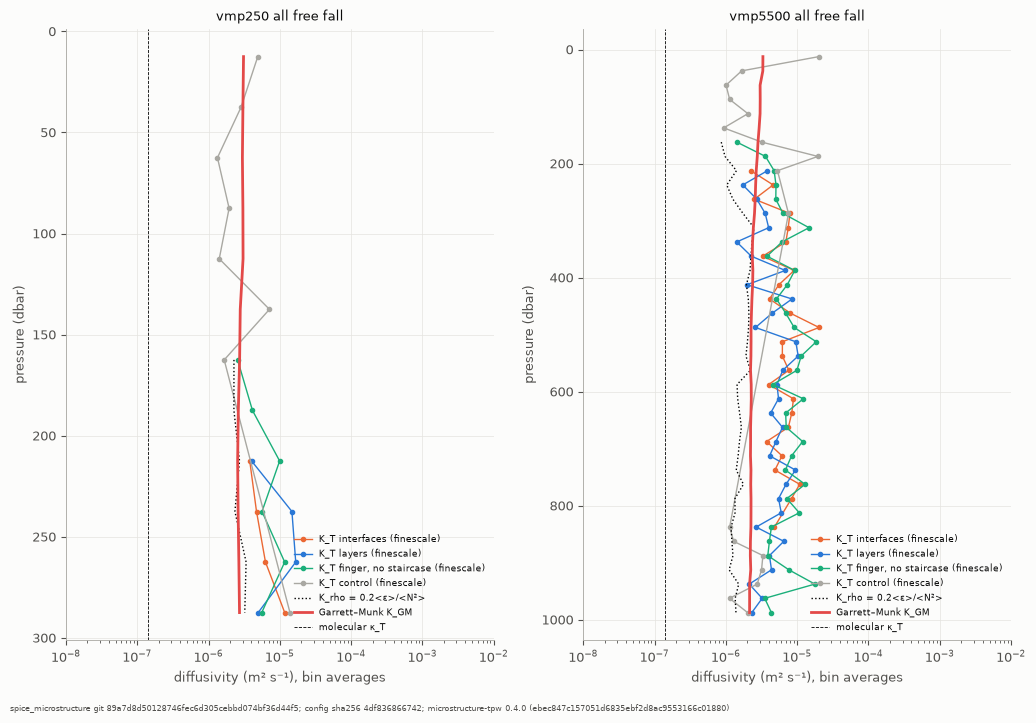 vmp250 all free fall
0
50
100
150
200
250
300
pressure (dbar)
10⁻⁸
10⁻⁷
10⁻⁶
10⁻⁵
10⁻⁴
10⁻³
10⁻²
diffusivity (m² s⁻¹), bin averages
K_T interfaces (finescale)
K_T layers (finescale)
K_T finger, no staircase (finescale)
K_T control (finescale)
K_rho = 0.2<ε>/<N²>
Garrett–Munk K_GM
molecular κ_T
vmp5500 all free fall
0
200
400
600
800
1000
pressure (dbar)
10⁻⁸
10⁻⁷
10⁻⁶
10⁻⁵
10⁻⁴
10⁻³
10⁻²
diffusivity (m² s⁻¹), bin averages
K_T interfaces (finescale)
K_T layers (finescale)
K_T finger, no staircase (finescale)
K_T control (finescale)
K_rho = 0.2<ε>/<N²>
Garrett–Munk K_GM
molecular κ_T
spice_microstructure git 89a7d8d50128746fec6d305cebbd074bf36d44f5; config sha256 4df836866742; microstructure-tpw 0.4.0 (ebec847c157051d6835ebf2d8ac9553166c01880)